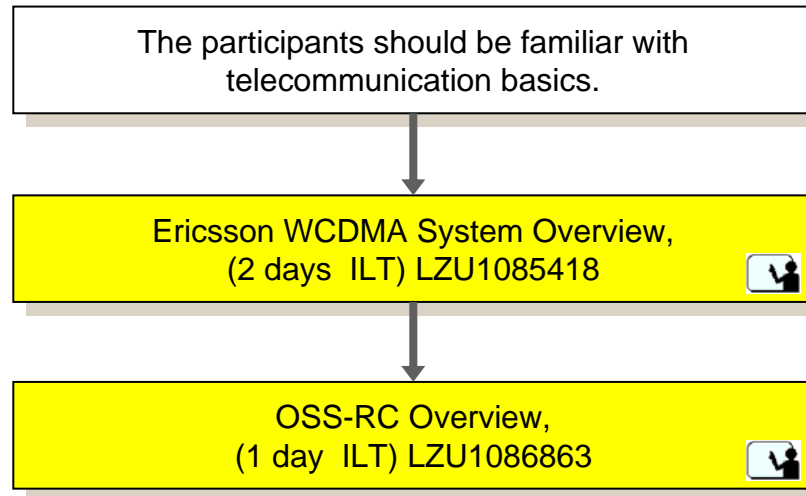 The participants should be familiar with
telecommunication basics.
Ericsson WCDMA System Overview,
(2 days  ILT) LZU1085418
OSS-RC Overview,
(1 day  ILT) LZU1086863